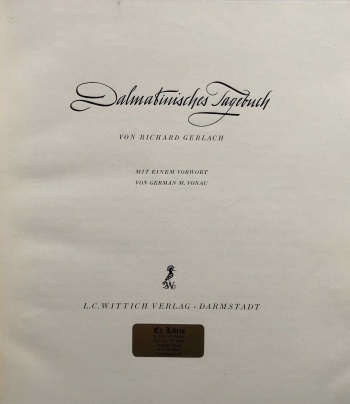 Dalmatinisches Tagebuch
VON RICHARD GERLACH
MIT EINEM VORWORT
VON GERMAN M. VONAU
L.C. WITTICH VERLAG · DARMSTADT
Ex Libris